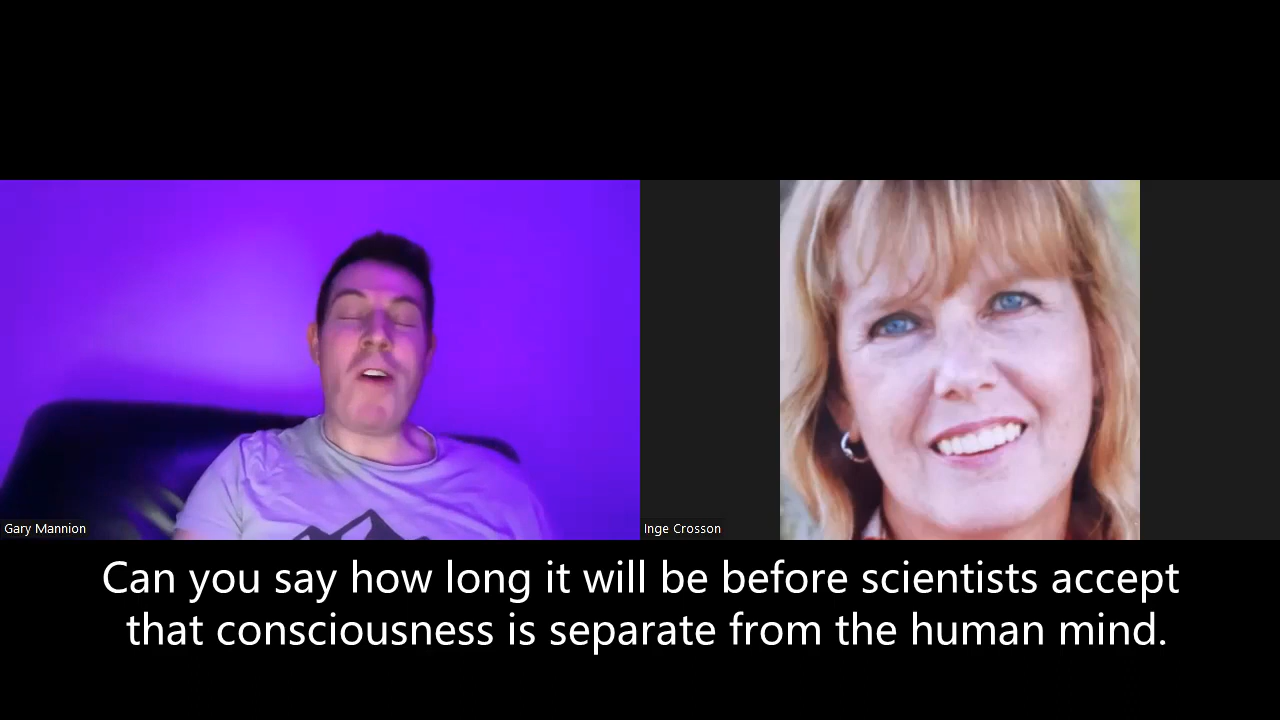 Gary Mannion
Inge Crosson
Can you say how long it will be before scientists accept
that consciousness is separate from the human mind.